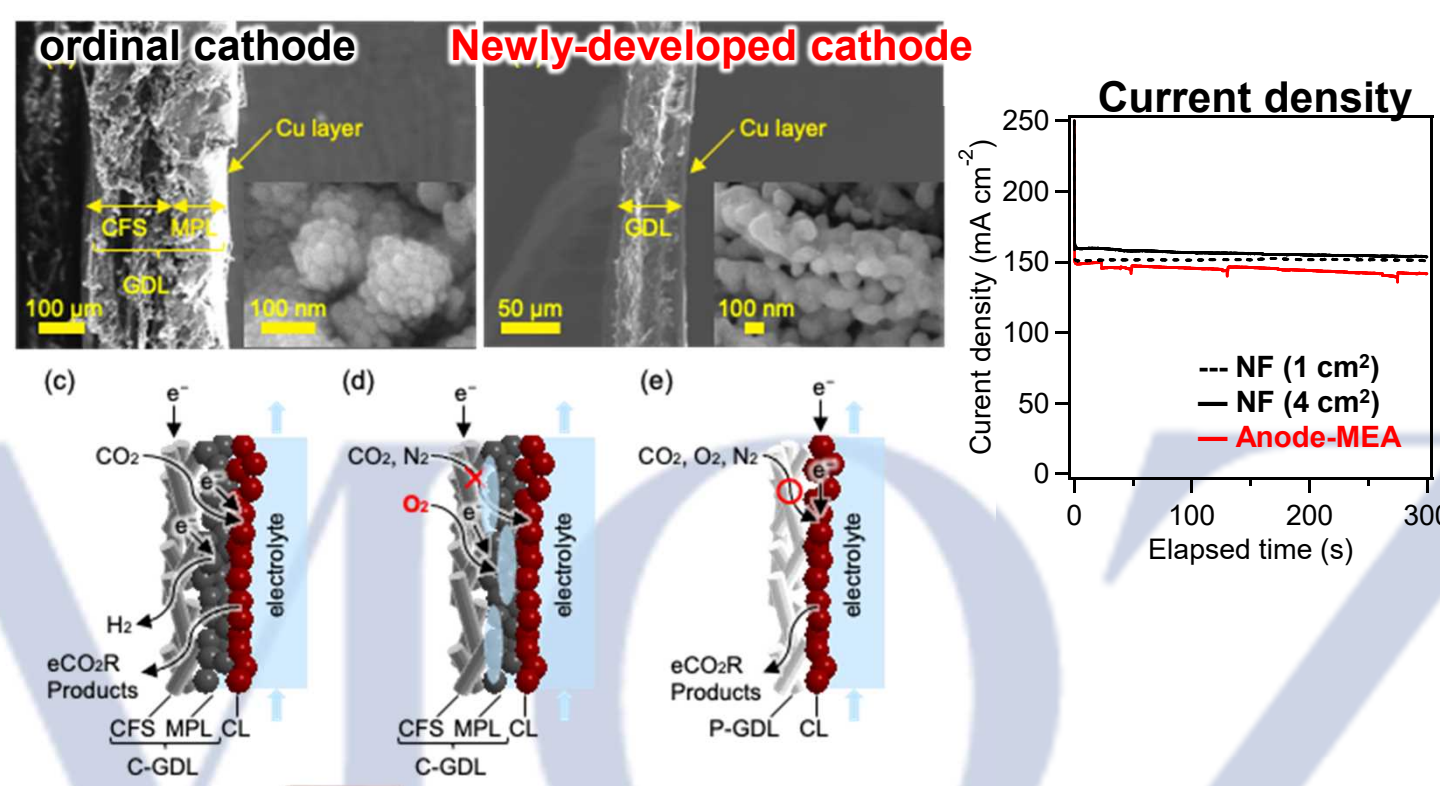 ordinal cathode
Newly-developed cathode
Cu layer
CFS MPL
GDL
100 µm
100 nm
Cu layer
GDL
50 µm
100 nm
Current density
Current density (mA cm-2)
250
200
150
100
50
0
0 100 200 300
Elapsed time (s)
NF (1 cm2)
NF (4 cm2)
Anode-MEA
(c)
e−
CO2
e−
e−
H2
eCO2R
Products
electrolyte
CFS MPL CL
C-GDL
(d)
e−
CO2, N2
O2
e−
electrolyte
CFS MPL CL
C-GDL
(e)
e−
CO2, O2, N2
e−
eCO2R
Products
electrolyte
P-GDL CL